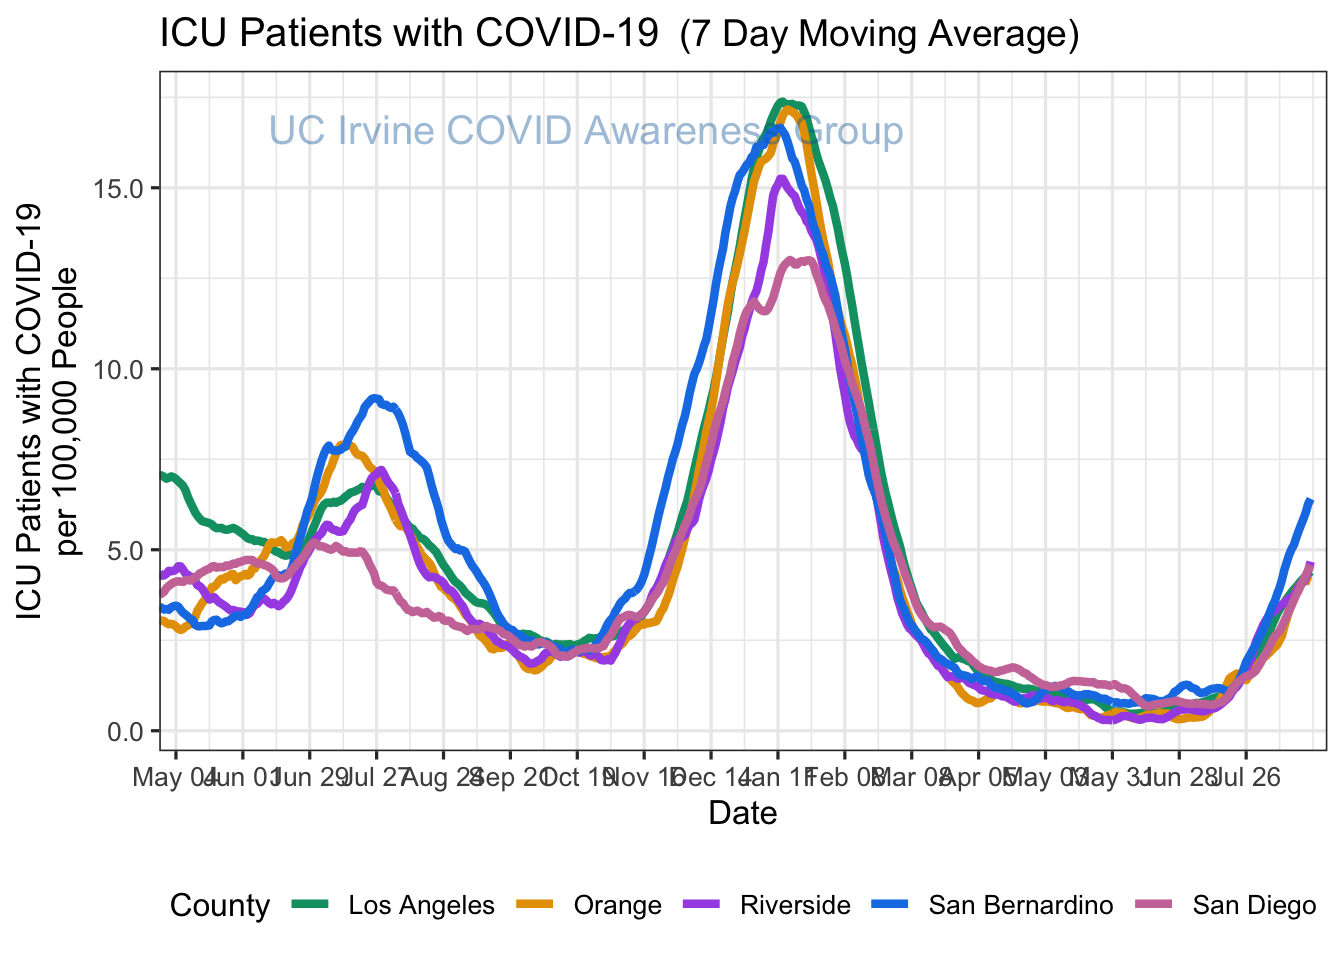 ICU Patients with COVID-19 (7 Day Moving Average)
UC Irvine COVID Awareness Group
ICU Patients with COVID-19
per 100,000 People
15.0
10.0
5.0
0.0
May 04 Jun 01 Jun 29 Jul 27 Aug 24 Sep 21 Oct 19 Nov 16 Dec 14 Jan 11 Feb 08 Mar 08 Apr 05 May 03 May 31 Jun 28 Jul 26
Date
County Los Angeles Orange Riverside San Bernardino San Diego